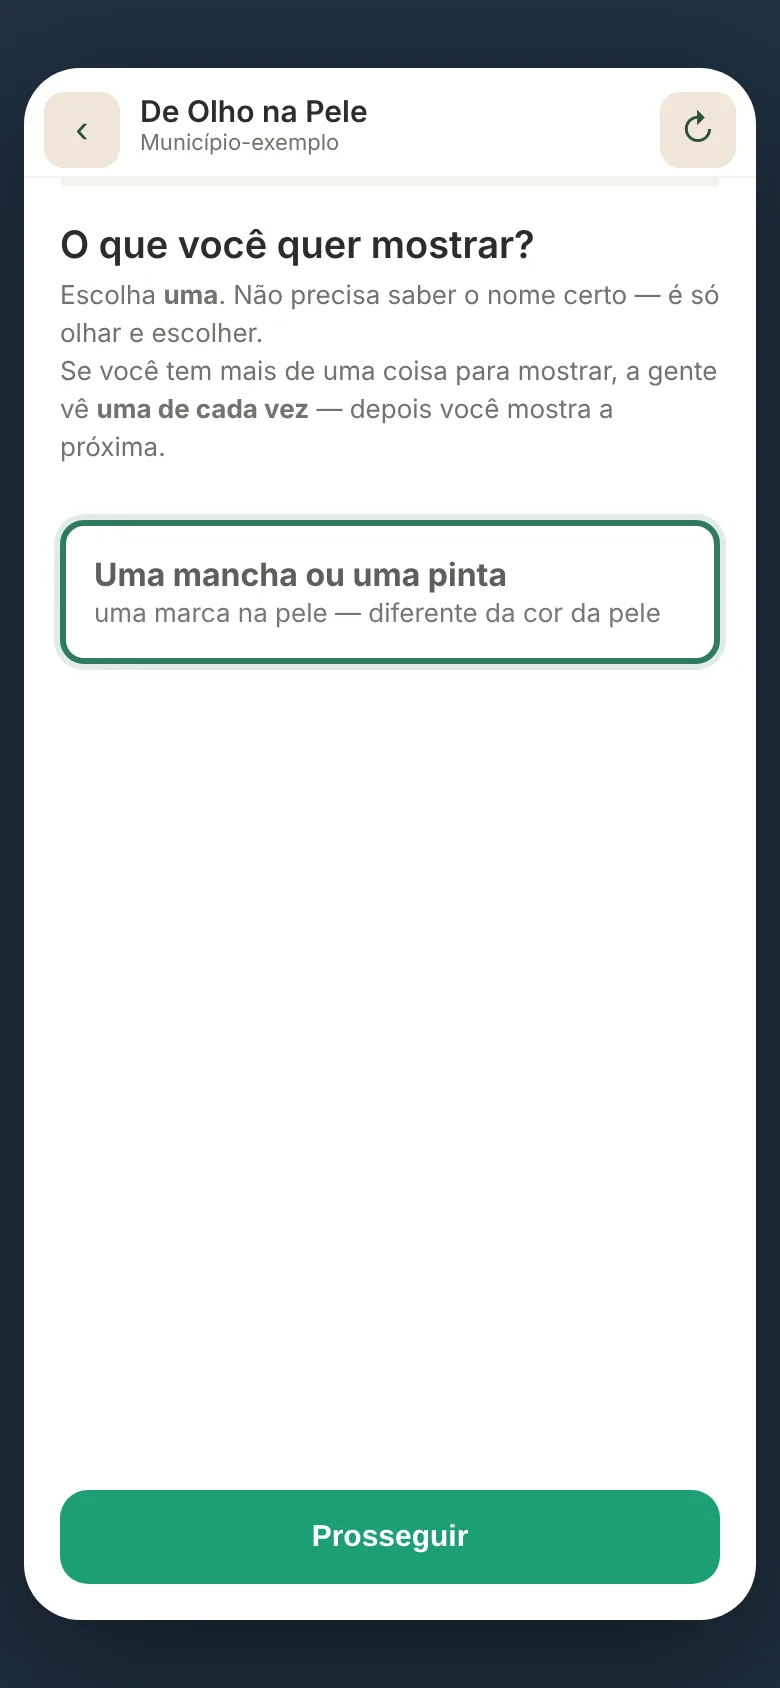 De Olho na Pele
Município-exemplo
O que você quer mostrar?
Escolha uma. Não precisa saber o nome certo — é só
olhar e escolher.
Se você tem mais de uma coisa para mostrar, a gente
vê uma de cada vez — depois você mostra a
próxima.
Uma mancha ou uma pinta
uma marca na pele — diferente da cor da pele
Prosseguir